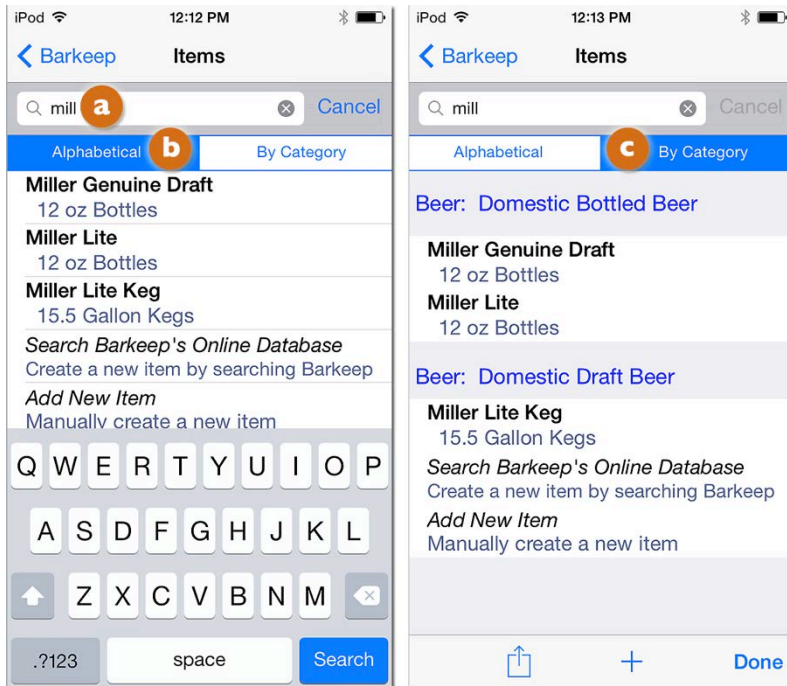 iPod 12:12 PM
Barkeep Items
mill a Cancel
Alphabetical b By Category
Miller Genuine Draft
12 oz Bottles
Miller Lite
12 oz Bottles
Miller Lite Keg
15.5 Gallon Kegs
Search Barkeep's Online Database
Create a new item by searching Barkeep
Add New Item
Manually create a new item
Q W E R T Y U I O P
A S D F G H J K L
Z X C V B N M
.?123 space Search
iPod 12:13 PM
Barkeep Items
mill Cancel
Alphabetical c By Category
Beer: Domestic Bottled Beer
Miller Genuine Draft
12 oz Bottles
Miller Lite
12 oz Bottles
Beer: Domestic Draft Beer
Miller Lite Keg
15.5 Gallon Kegs
Search Barkeep's Online Database
Create a new item by searching Barkeep
Add New Item
Manually create a new item
Done